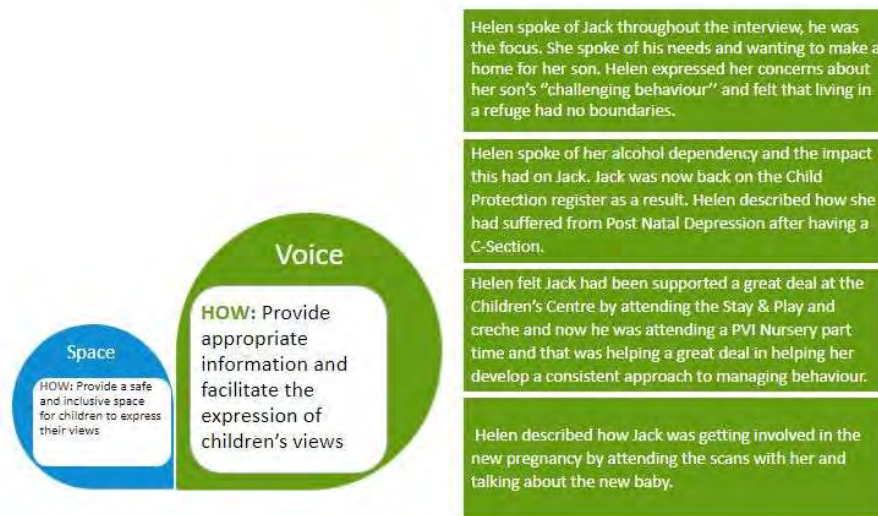 Space
HOW: Provide a safe
and inclusive space
for children to express
their views
Voice
HOW: Provide
appropriate
information and
facilitate the
expression of
children's views
Helen spoke of Jack throughout the interview, he was
the focus. She spoke of his needs and wanting to make a
home for her son. Helen expressed her concerns about
her son's "challenging behaviour" and felt that living in
a refuge had no boundaries.
Helen spoke of her alcohol dependency and the impact
this had on Jack. Jack was now back on the Child
Protection register as a result. Helen described how she
had suffered from Post Natal Depression after having a
C-Section.
Helen felt Jack had been supported a great deal at the
Children's Centre by attending the Stay & Play and
creche and now he was attending a PVI Nursery part
time and that was helping a great deal in helping her
develop a consistent approach to managing behaviour.
Helen described how Jack was getting involved in the
new pregnancy by attending the scans with her and
talking about the new baby.